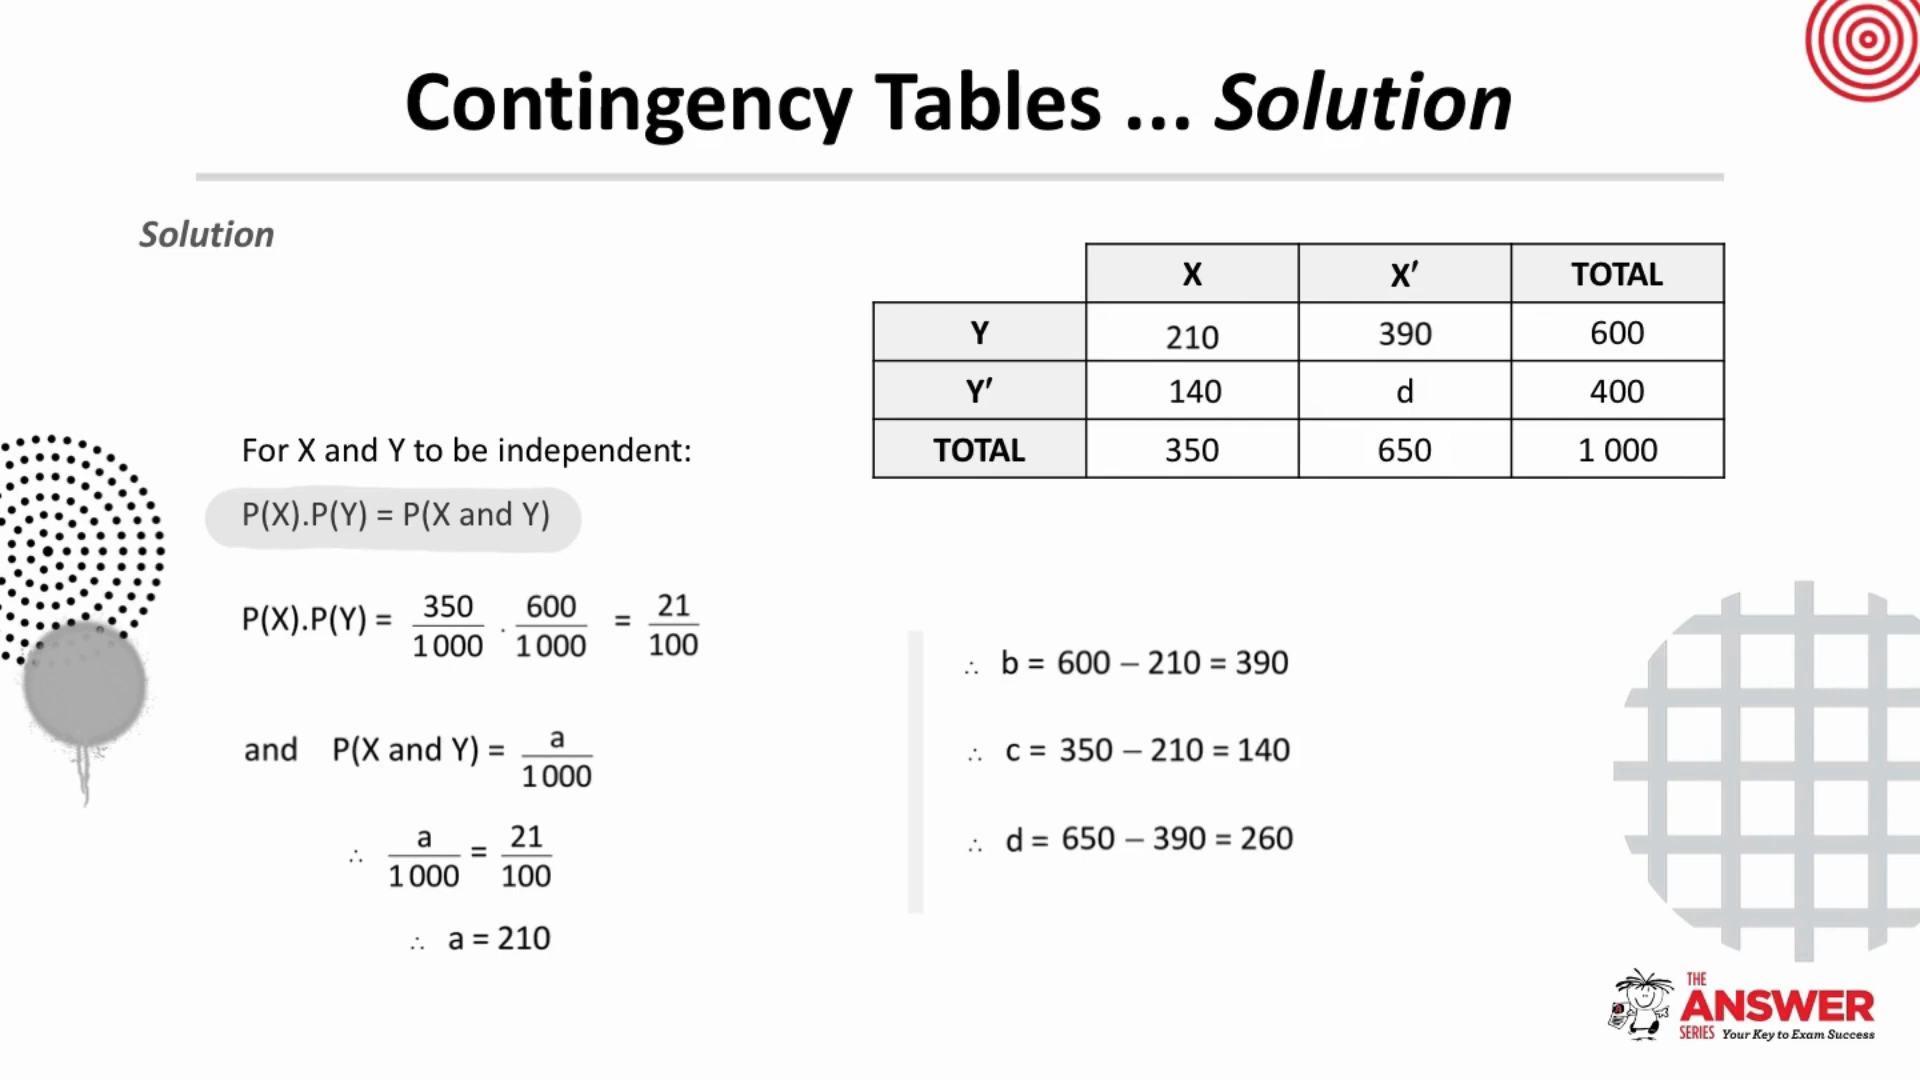 Contingency Tables ... Solution
Solution
X X′ TOTAL
Y 210 390 600
Y′ 140 d 400
TOTAL 350 650 1 000
For X and Y to be independent:
P(X).P(Y) = P(X and Y)
P(X).P(Y) = 350/1 000 . 600/1 000 = 21/100
and P(X and Y) = a/1 000
∴ a/1 000 = 21/100
∴ a = 210
∴ b = 600 – 210 = 390
∴ c = 350 – 210 = 140
∴ d = 650 – 390 = 260
THE
ANSWER
SERIES Your Key to Exam Success